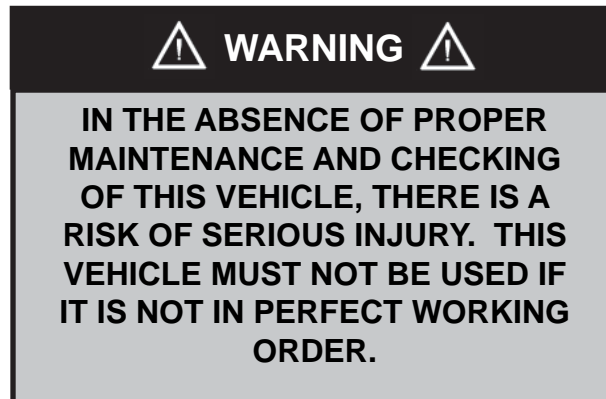 WARNING
IN THE ABSENCE OF PROPER
MAINTENANCE AND CHECKING
OF THIS VEHICLE, THERE IS A
RISK OF SERIOUS INJURY.  THIS
VEHICLE MUST NOT BE USED IF
IT IS NOT IN PERFECT WORKING
ORDER.